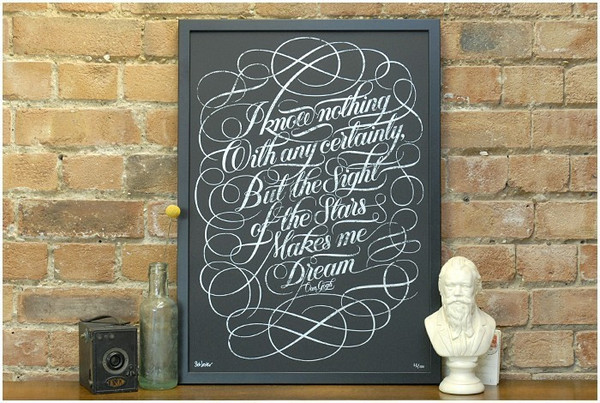 I know nothing
With any certainty,
But the Sight
of the Stars
Makes me
Dream
Van Gogh